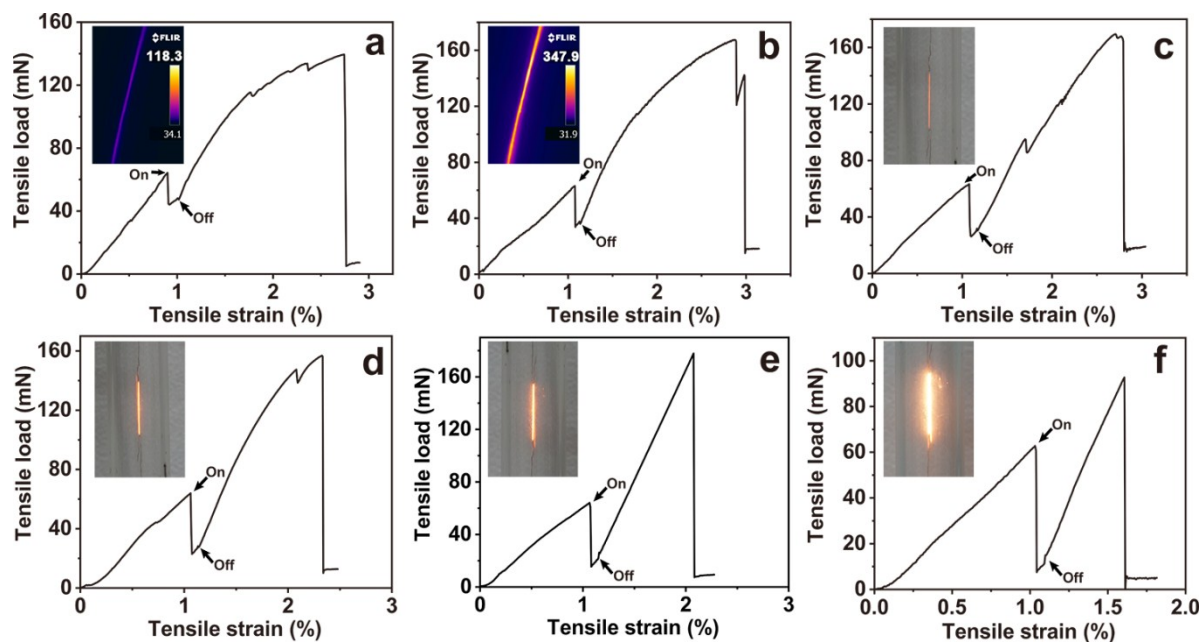 160
120
80
40
0
0
1
2
3
Tensile load (mN)
Tensile strain (%)
a
FLIR
118.3
34.1
On
Off
160
120
80
40
0
0
1
2
3
Tensile load (mN)
Tensile strain (%)
b
FLIR
347.9
31.9
On
Off
160
120
80
40
0
0
1
2
3
Tensile load (mN)
Tensile strain (%)
c
On
Off
160
120
80
40
0
0
1
2
3
Tensile load (mN)
Tensile strain (%)
d
On
Off
160
120
80
40
0
0
1
2
3
Tensile load (mN)
Tensile strain (%)
e
On
Off
100
80
60
40
20
0
0.0
0.5
1.0
1.5
2.0
Tensile load (mN)
Tensile strain (%)
f
On
Off